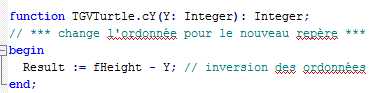 function TGVTurtle.cY(Y: Integer): Integer;
// *** change l'ordonnée pour le nouveau repère ***
begin
Result := fHeight - Y; // inversion des ordonnées
end;